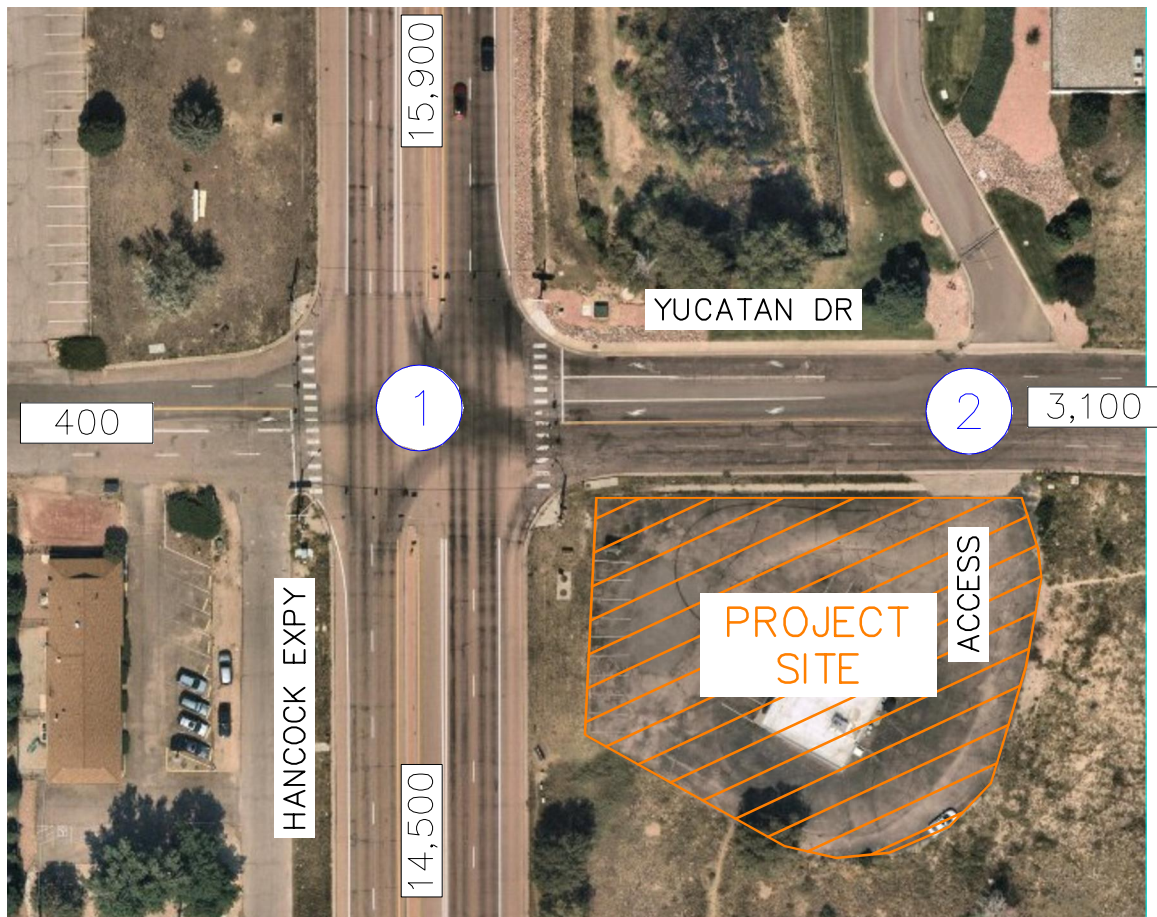 15,900
YUCATAN DR
400
1
2
3,100
ACCESS
PROJECT
SITE
HANCOCK EXPY
14,500